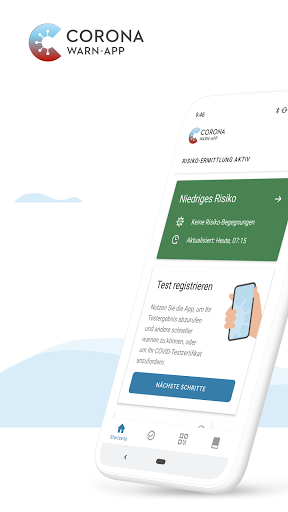 CORONA
WARN-APP
9:46
CORONA
WARN-APP
RISIKO-ERMITTLUNG AKTIV
Niedriges Risiko
Keine Risiko-Begegnungen
Aktualisiert: Heute, 07:15
Test registrieren
Nutzen Sie die App, um Ihr
Testergebnis abzurufen
und andere schneller
warnen zu können, oder
um Ihr COVID-Testzertifikat
anzufordern.
NÄCHSTE SCHRITTE
Startseite